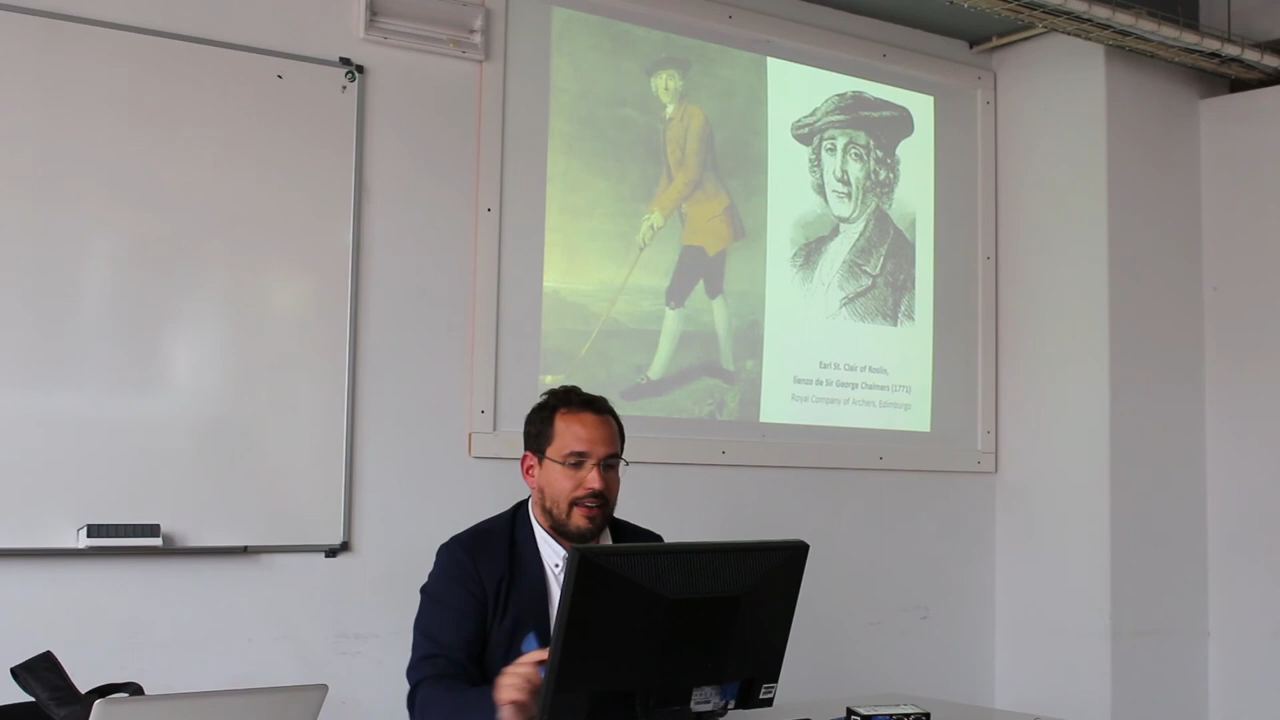 Earl St. Clair of Roslin,
lienzo de Sir George Chalmers (1771)
Royal Company of Archers, Edimburgo